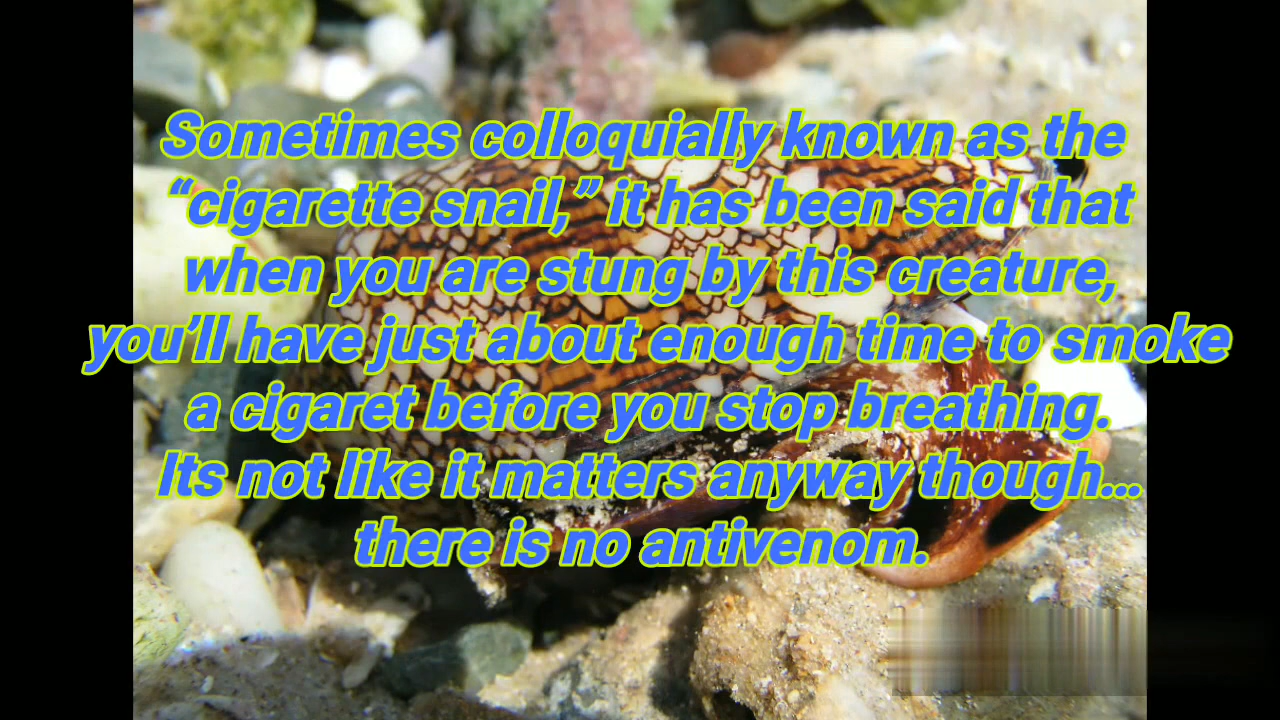 Sometimes colloquially known as the
“cigarette snail,” it has been said that
when you are stung by this creature,
you’ll have just about enough time to smoke
a cigaret before you stop breathing.
Its not like it matters anyway though...
there is no antivenom.